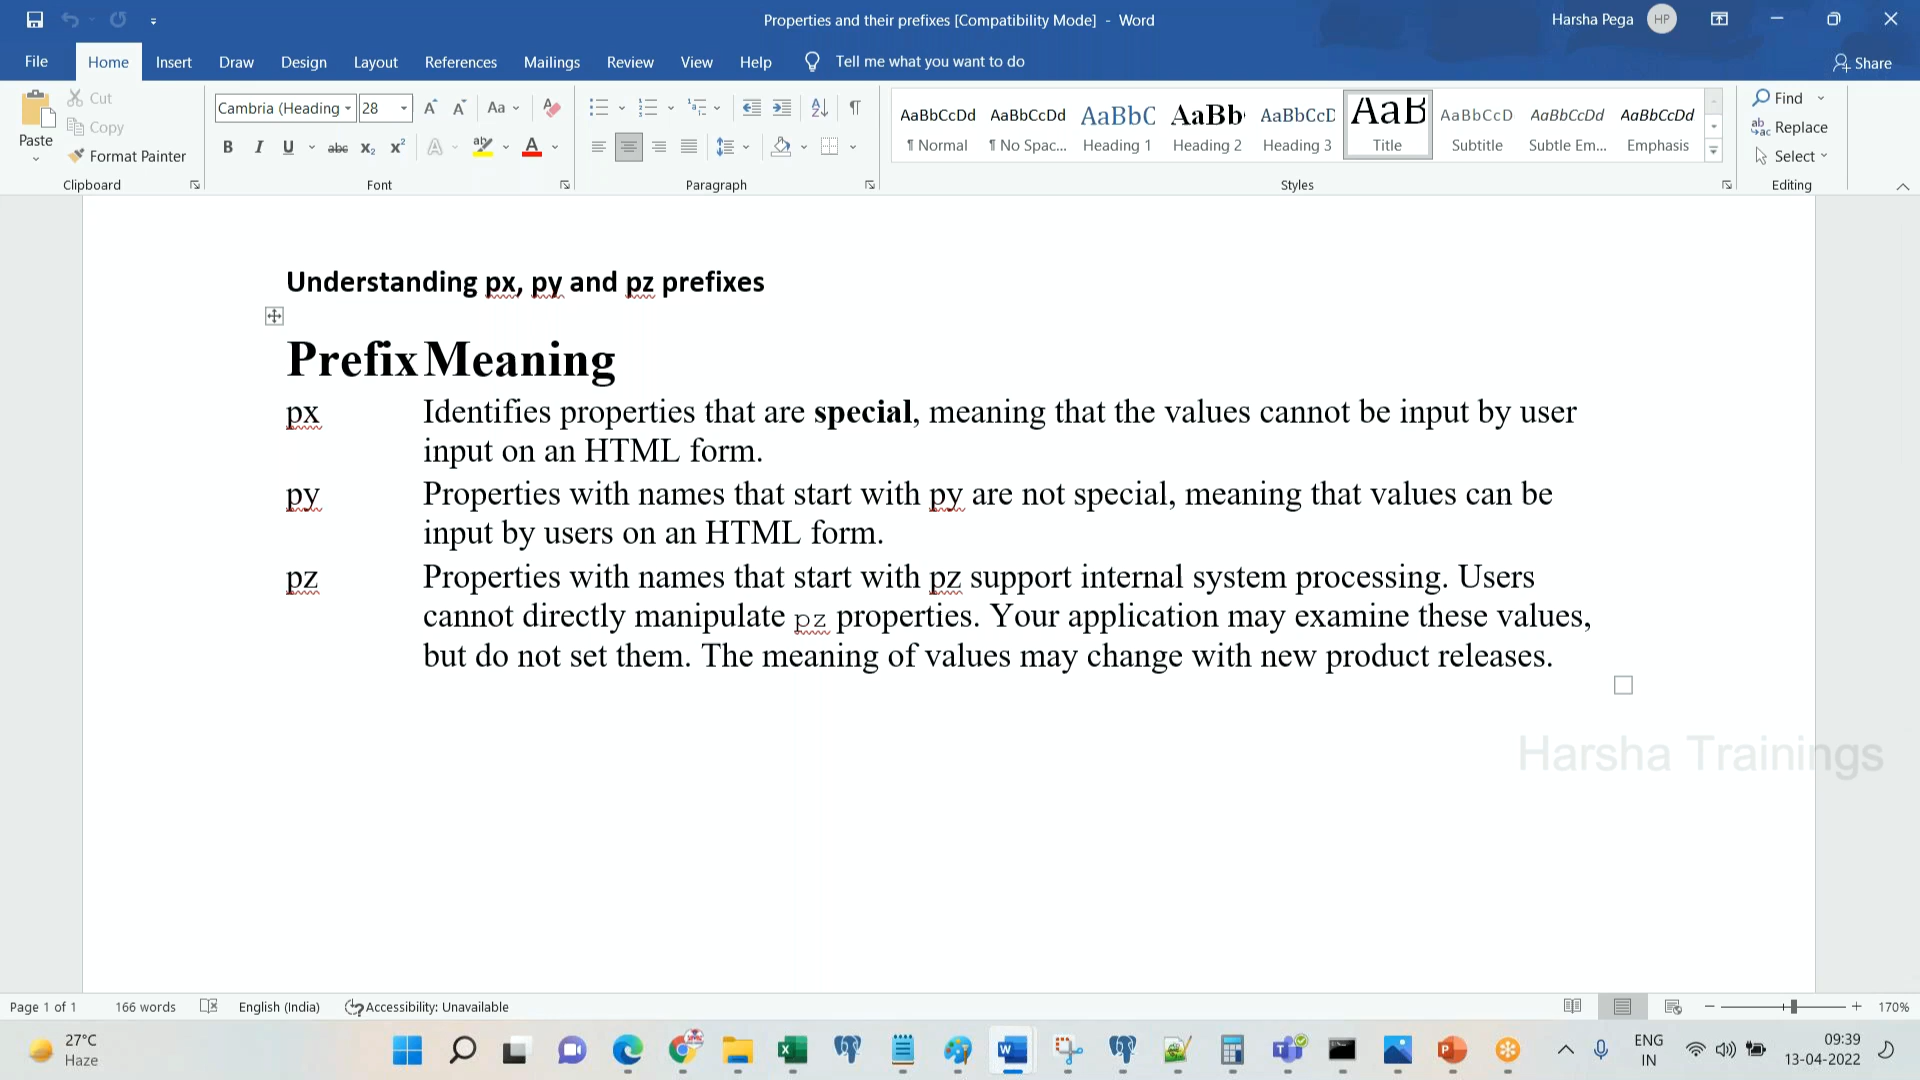 Properties and their prefixes [Compatibility Mode] - Word
Harsha Pega HP
File Home Insert Draw Design Layout References Mailings Review View Help Tell me what you want to do Share
Paste
Cut
Copy
Format Painter
Clipboard
Cambria (Heading 28
Font
Paragraph
AaBbCcDd AaBbCcDd AaBbC AaBb AaBbCcD AaB AaBbCcD AaBbCcDd AaBbCcDd
¶ Normal ¶ No Spac... Heading 1 Heading 2 Heading 3 Title Subtitle Subtle Em... Emphasis
Styles
Find
Replace
Select
Editing
Understanding px, py and pz prefixes
Prefix Meaning
px Identifies properties that are special, meaning that the values cannot be input by user
input on an HTML form.
py Properties with names that start with py are not special, meaning that values can be
input by users on an HTML form.
pz Properties with names that start with pz support internal system processing. Users
cannot directly manipulate pz properties. Your application may examine these values,
but do not set them. The meaning of values may change with new product releases.
Harsha Trainings
Page 1 of 1 166 words English (India) Accessibility: Unavailable 170%
27°C
Haze
ENG
IN
09:39
13-04-2022